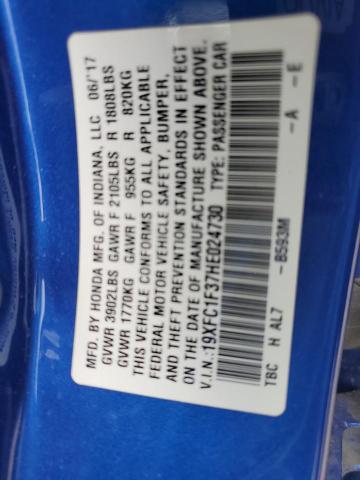 MFD. BY HONDA MFG. OF INDIANA, LLC 06/'17
GVWR 3902LBS GAWR F 2105LBS R 1808LBS
GVWR 1770KG GAWR F 955KG R 820KG
THIS VEHICLE CONFORMS TO ALL APPLICABLE
FEDERAL MOTOR VEHICLE SAFETY, BUMPER,
AND THEFT PREVENTION STANDARDS IN EFFECT
ON THE DATE OF MANUFACTURE SHOWN ABOVE.
V.I.N.:19XFC1F37HE024730 TYPE: PASSENGER CAR
TBC H AL7 -B593M -A -E